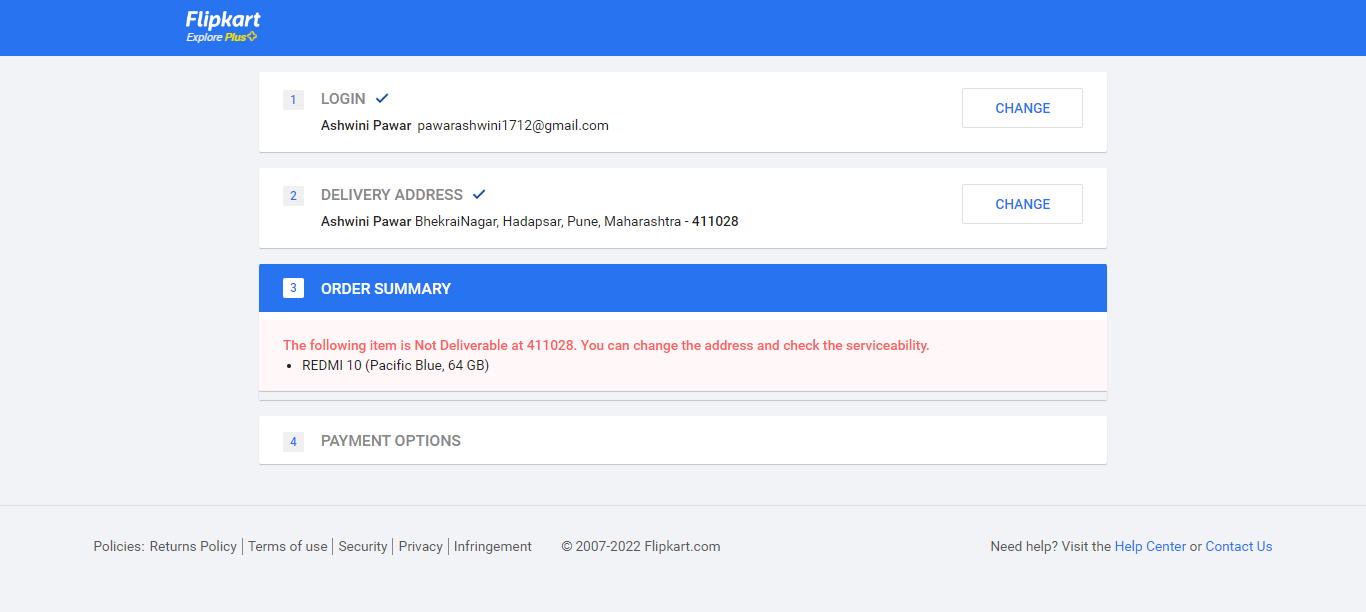 Flipkart
Explore Plus
1 LOGIN
CHANGE
Ashwini Pawar pawarashwini1712@gmail.com
2 DELIVERY ADDRESS
CHANGE
Ashwini Pawar BhekraiNagar, Hadapsar, Pune, Maharashtra - 411028
3 ORDER SUMMARY
The following item is Not Deliverable at 411028. You can change the address and check the serviceability.
• REDMI 10 (Pacific Blue, 64 GB)
4 PAYMENT OPTIONS
Policies: Returns Policy | Terms of use | Security | Privacy | Infringement © 2007-2022 Flipkart.com Need help? Visit the Help Center or Contact Us